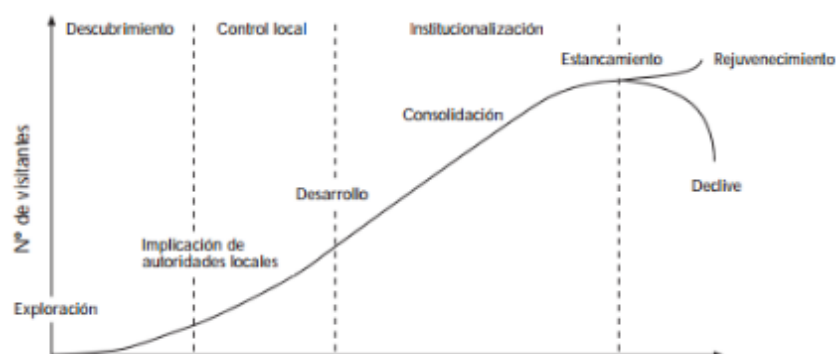 Descubrimiento
Control local
Institucionalización
Estancamiento
Rejuvenecimiento
Consolidación
Declive
Desarrollo
Nº de visitantes
Implicación de
autoridades locales
Exploración